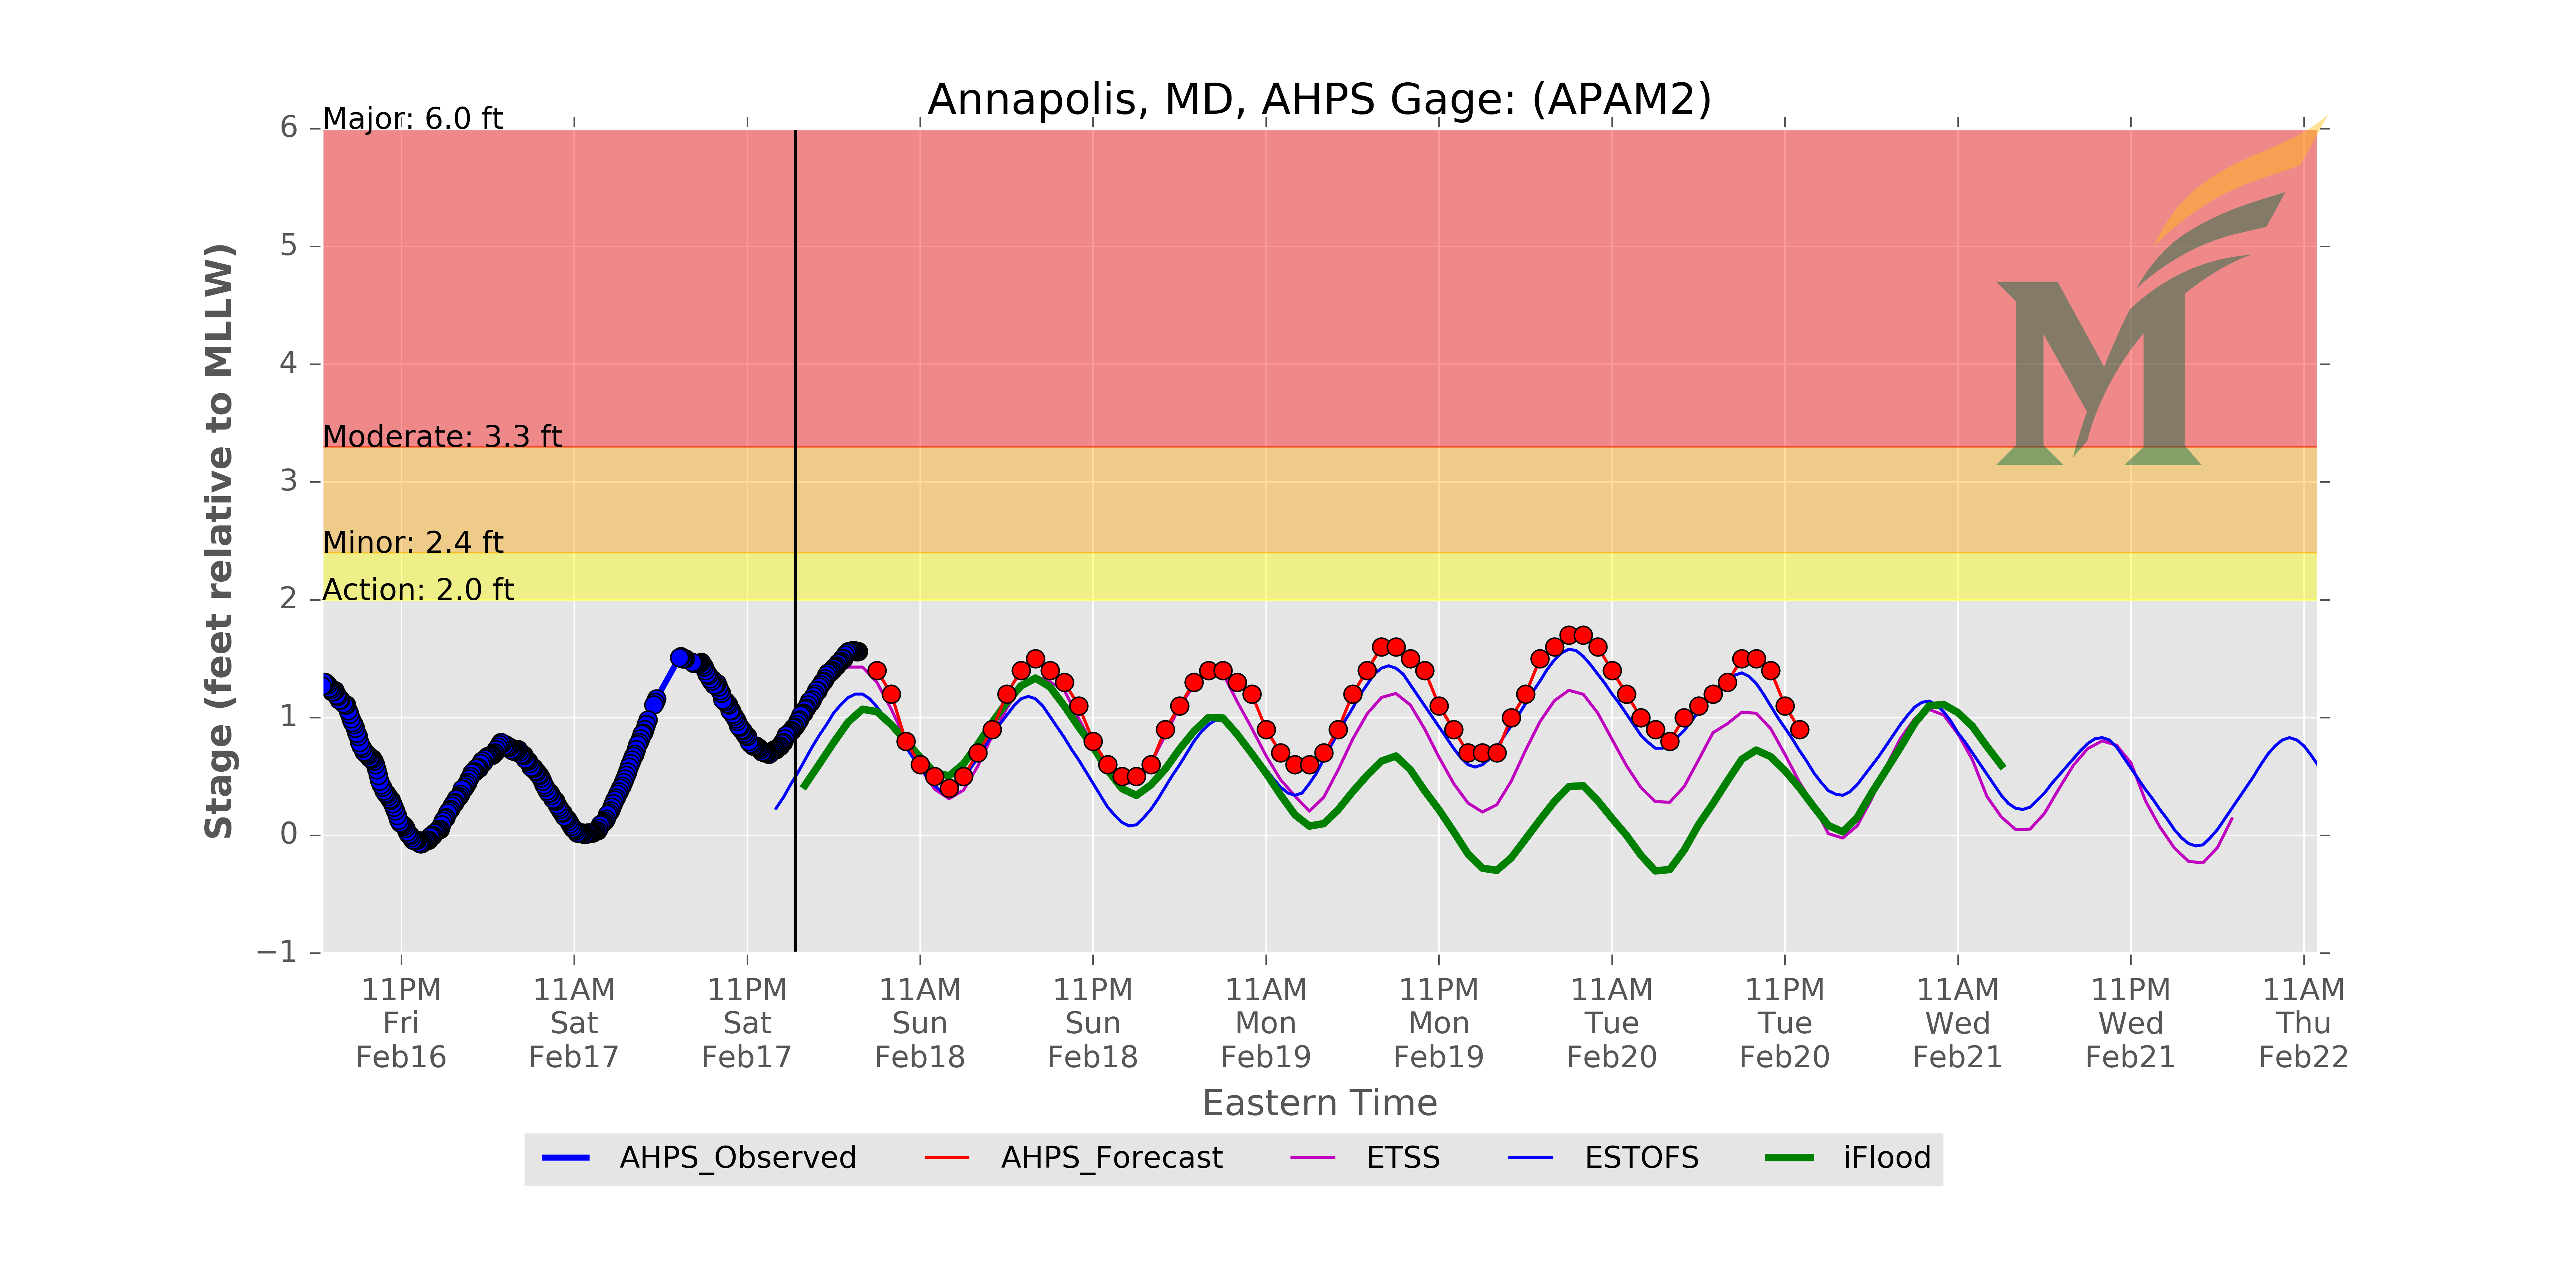 Annapolis, MD, AHPS Gage: (APAM2)
Major: 6.0 ft
Moderate: 3.3 ft
Minor: 2.4 ft
Action: 2.0 ft
Stage (feet relative to MLLW)
6
5
4
3
2
1
0
−1
11PM Fri Feb16
11AM Sat Feb17
11PM Sat Feb17
11AM Sun Feb18
11PM Sun Feb18
11AM Mon Feb19
11PM Mon Feb19
11AM Tue Feb20
11PM Tue Feb20
11AM Wed Feb21
11PM Wed Feb21
11AM Thu Feb22
Eastern Time
AHPS_Observed AHPS_Forecast ETSS ESTOFS iFlood